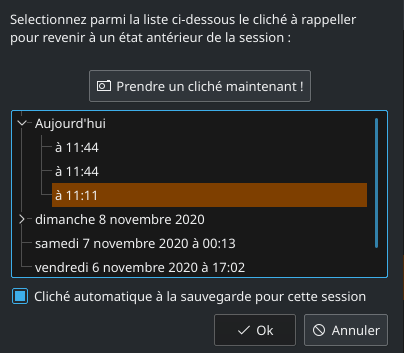 Selectionnez parmi la liste ci-dessous le cliché à rappeller
pour revenir à un état antérieur de la session :
Prendre un cliché maintenant !
Aujourd'hui
à 11:44
à 11:44
à 11:11
dimanche 8 novembre 2020
samedi 7 novembre 2020 à 00:13
vendredi 6 novembre 2020 à 17:02
Cliché automatique à la sauvegarde pour cette session
Ok
Annuler